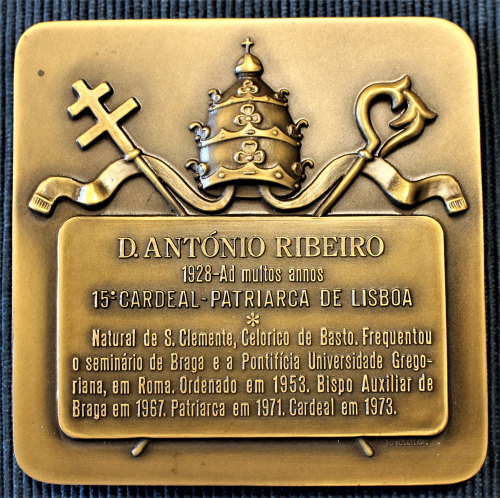 D. ANTÓNIO RIBEIRO
1928-Ad multos annos
15º CARDEAL-PATRIARCA DE LISBOA
*
Natural de S. Clemente, Celorico de Basto. Frequentou
o seminário de Braga e a Pontifícia Universidade Grego-
riana, em Roma. Ordenado em 1953. Bispo Auxiliar de
Braga em 1967. Patriarca em 1971. Cardeal em 1973.